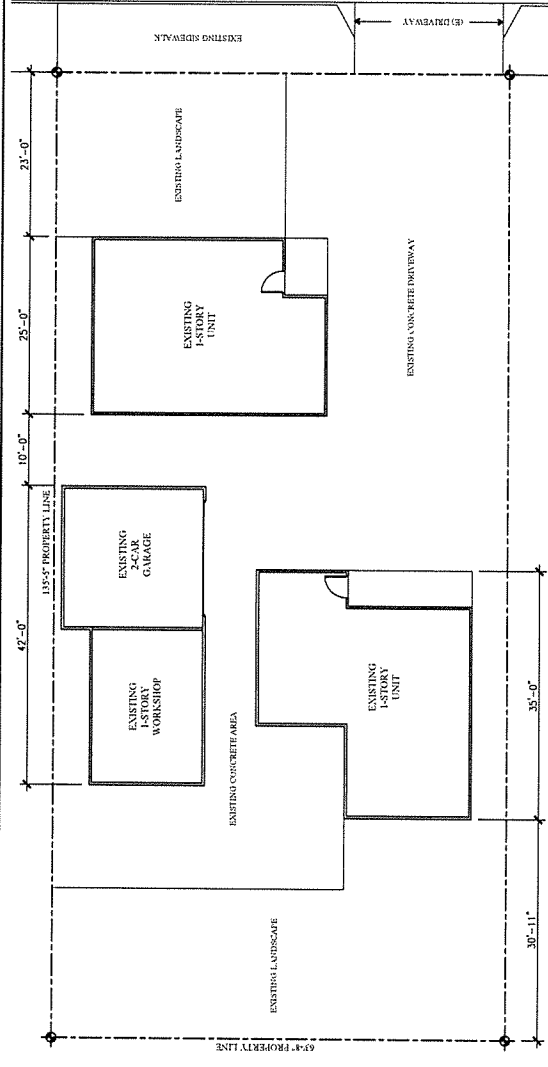 EXISTING SIDEWALK
(E) DRIVEWAY
23'-0"
EXISTING LANDSCAPE
25'-0"
EXISTING
1-STORY
UNIT
EXISTING CONCRETE DRIVEWAY
10'-0"
135'-5" PROPERTY LINE
42'-0"
EXISTING
2-CAR
GARAGE
EXISTING
1-STORY
WORKSHOP
EXISTING CONCRETE AREA
EXISTING
1-STORY
UNIT
35'-0"
EXISTING LANDSCAPE
30'-11"
63'-8" PROPERTY LINE